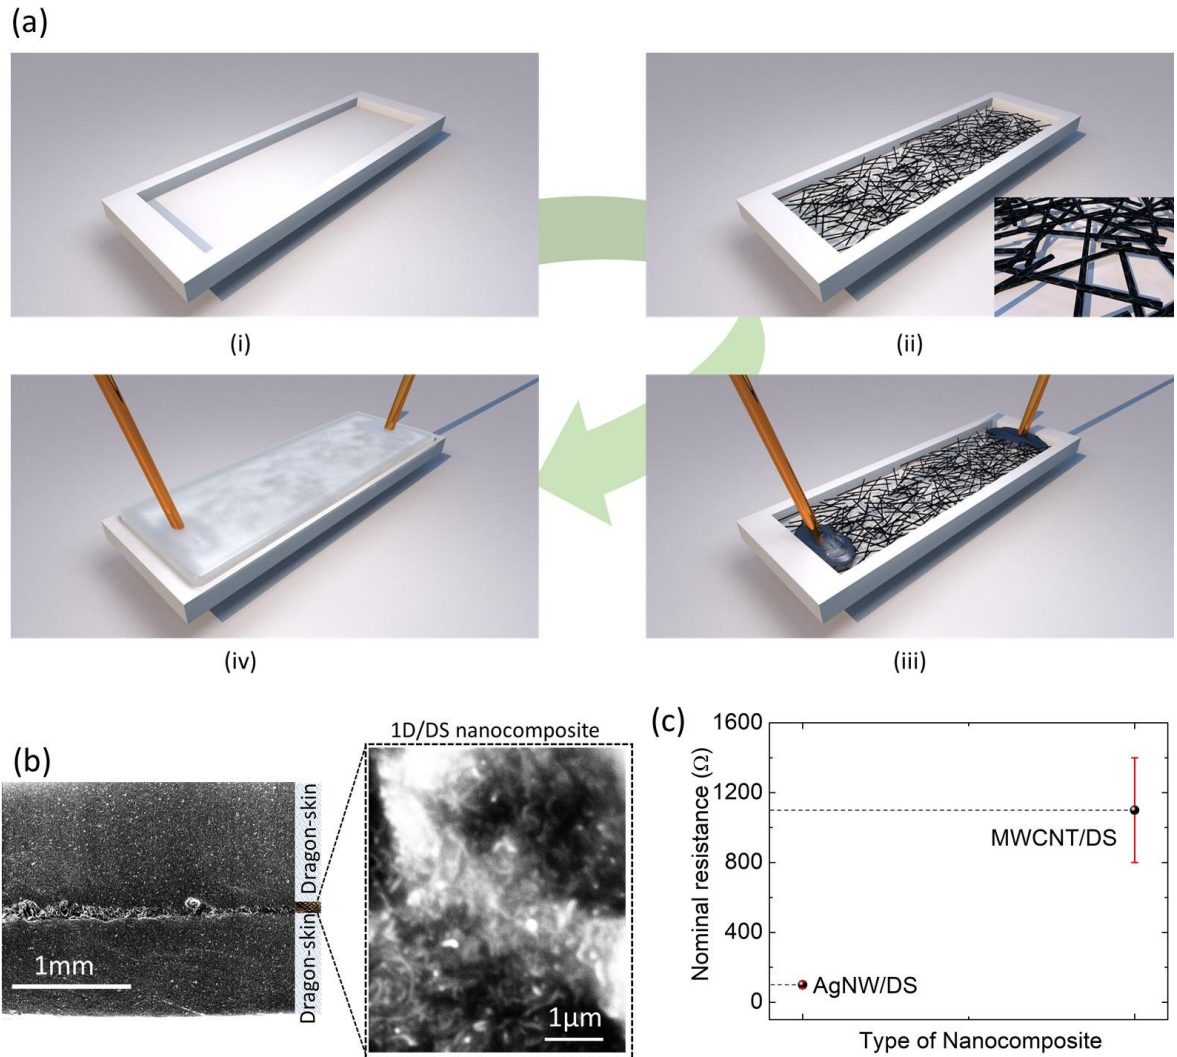 (a)
(i)
(ii)
(iv)
(iii)
(b)
1D/DS nanocomposite
Dragon-skin
Dragon-skin
1mm
1µm
(c)
1600
1200
800
400
0
Nominal resistance (Ω)
MWCNT/DS
AgNW/DS
Type of Nanocomposite